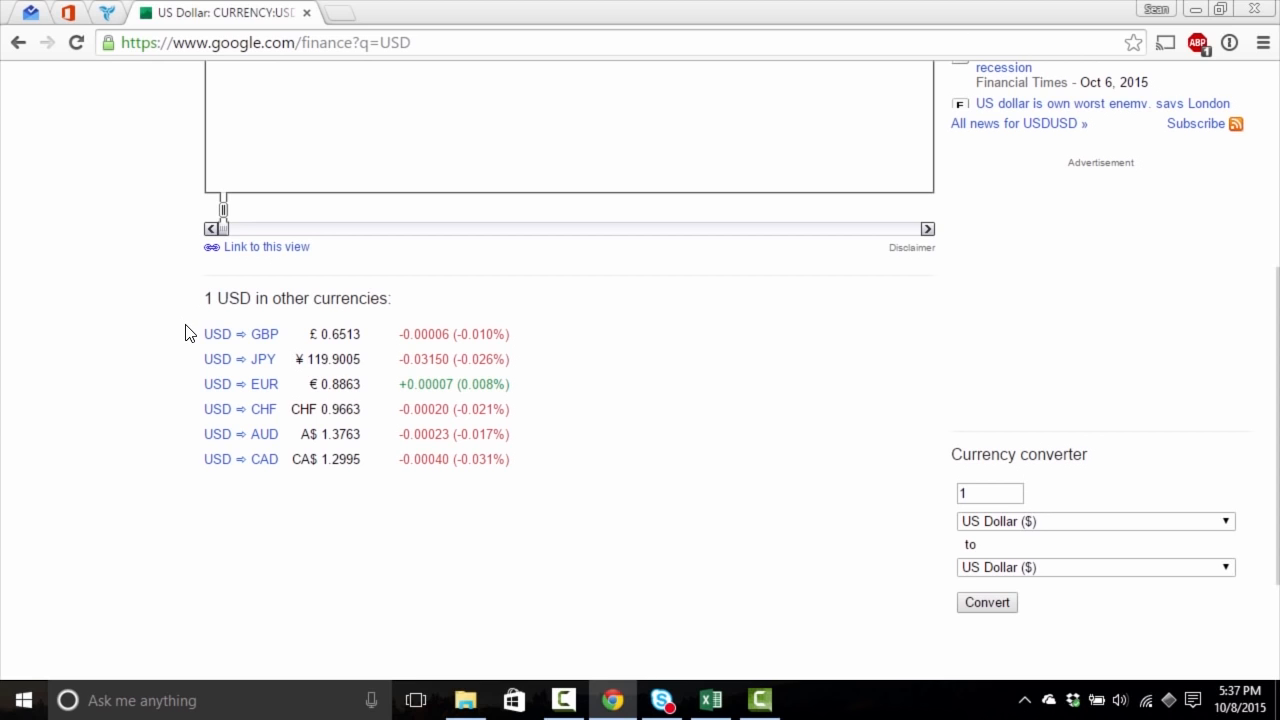 US Dollar: CURRENCY:USD
Sean
https://www.google.com/finance?q=USD
ABP
1
recession
Financial Times - Oct 6, 2015
F
US dollar is own worst enemy, says London
All news for USDUSD »
Subscribe
Advertisement
Link to this view
Disclaimer
1 USD in other currencies:
USD ⇨ GBP £ 0.6513 -0.00006 (-0.010%)
USD ⇨ JPY ¥ 119.9005 -0.03150 (-0.026%)
USD ⇨ EUR € 0.8863 +0.00007 (0.008%)
USD ⇨ CHF CHF 0.9663 -0.00020 (-0.021%)
USD ⇨ AUD A$ 1.3763 -0.00023 (-0.017%)
USD ⇨ CAD CA$ 1.2995 -0.00040 (-0.031%)
Currency converter
1
US Dollar ($)
to
US Dollar ($)
Convert
Ask me anything
5:37 PM
10/8/2015